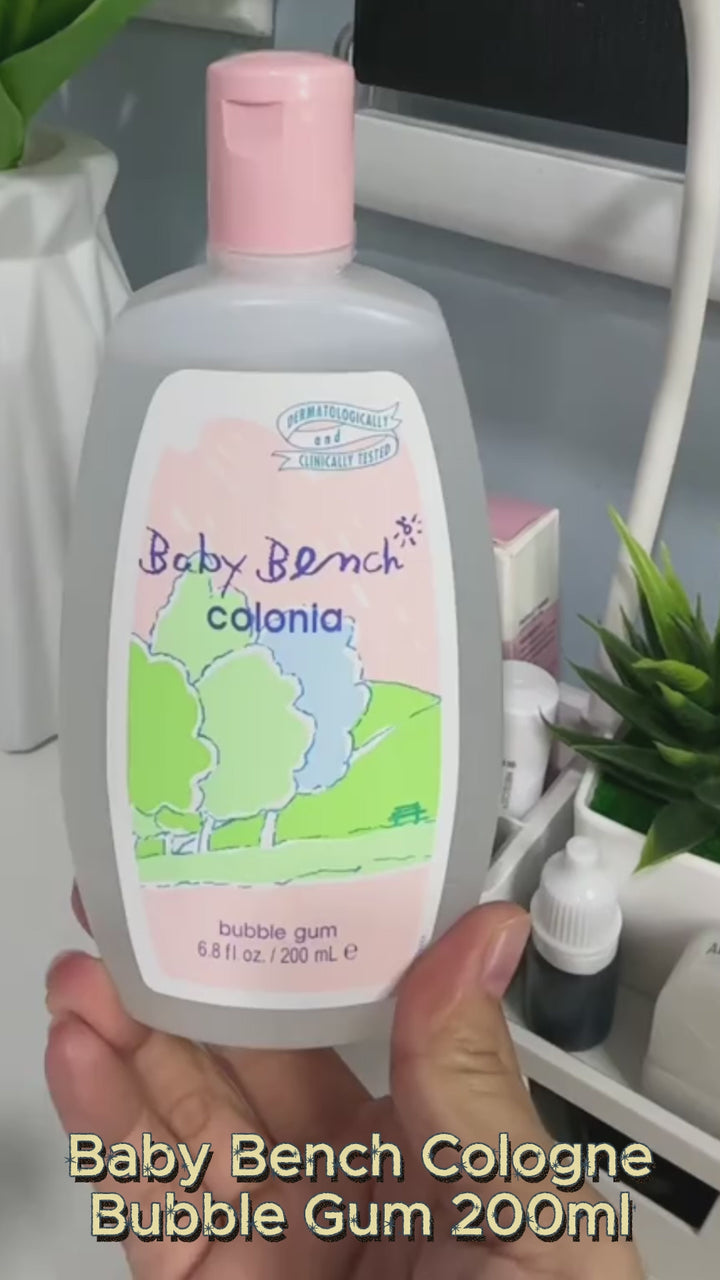 DERMATOLOGICALLY
and
CLINICALLY TESTED
Baby Bench
colonia
bubble gum
6.8 fl oz. / 200 mL e
Baby Bench Cologne
Bubble Gum 200ml